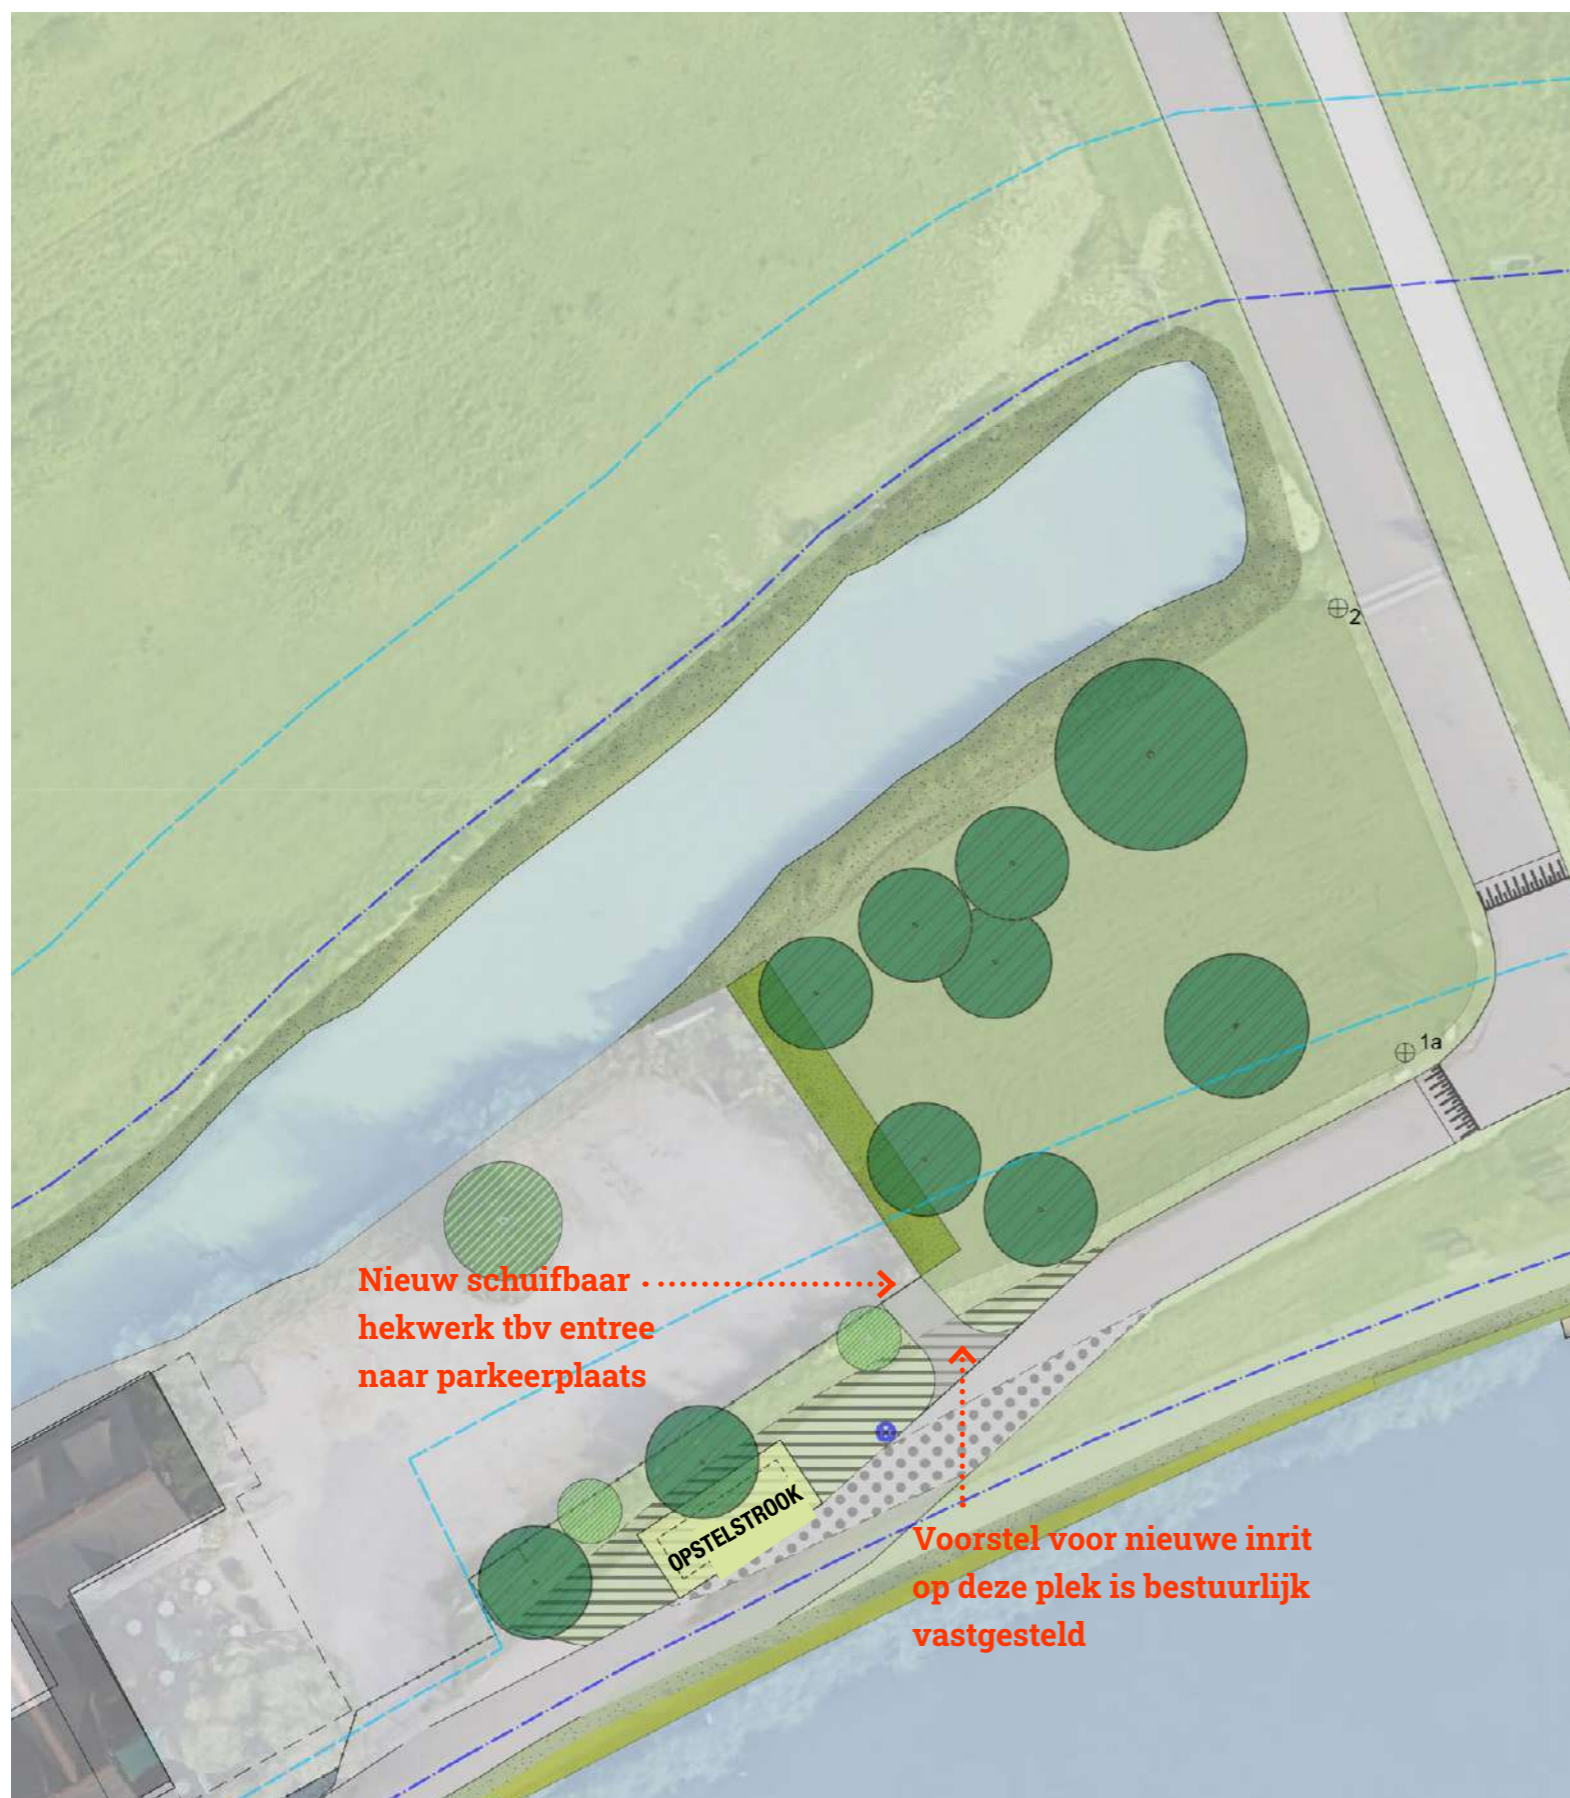 2
1a
Nieuw schuifbaar
hekwerk tbv entree
naar parkeerplaats
OPSTELSTROOK
Voorstel voor nieuwe inrit
op deze plek is bestuurlijk
vastgesteld